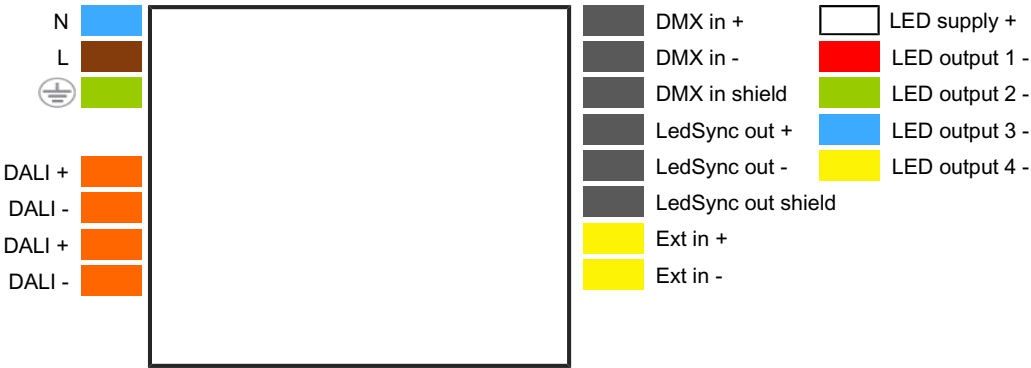 N
L
DALI +
DALI -
DALI +
DALI -
DMX in +
DMX in -
DMX in shield
LedSync out +
LedSync out -
LedSync out shield
Ext in +
Ext in -
LED supply +
LED output 1 -
LED output 2 -
LED output 3 -
LED output 4 -